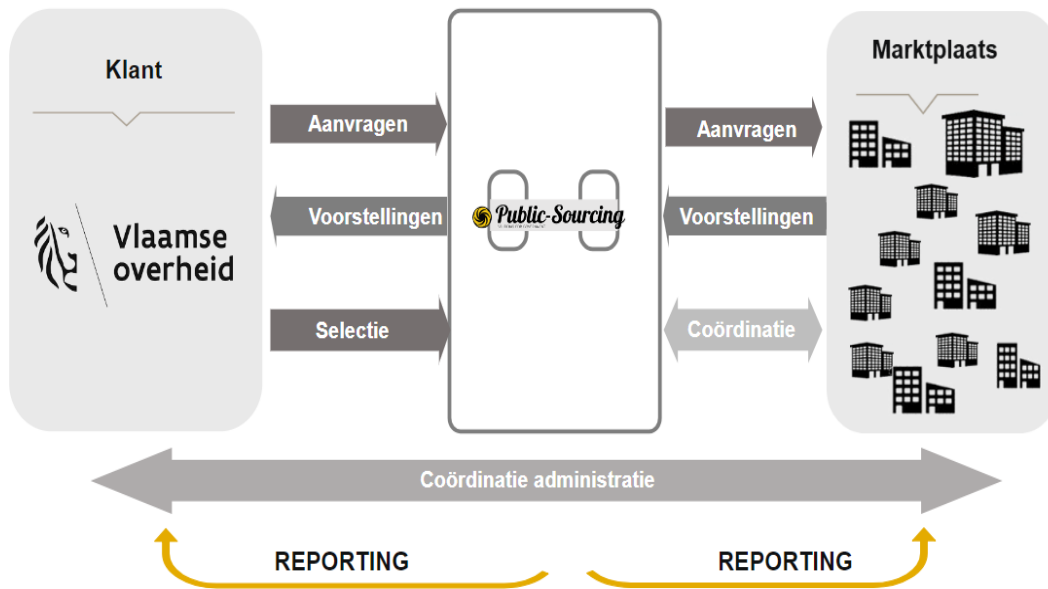 Klant
Marktplaats
Aanvragen
Aanvragen
Voorstellingen
Public-Sourcing
Voorstellingen
Vlaamse
overheid
Selectie
Coördinatie
Coördinatie administratie
REPORTING
REPORTING